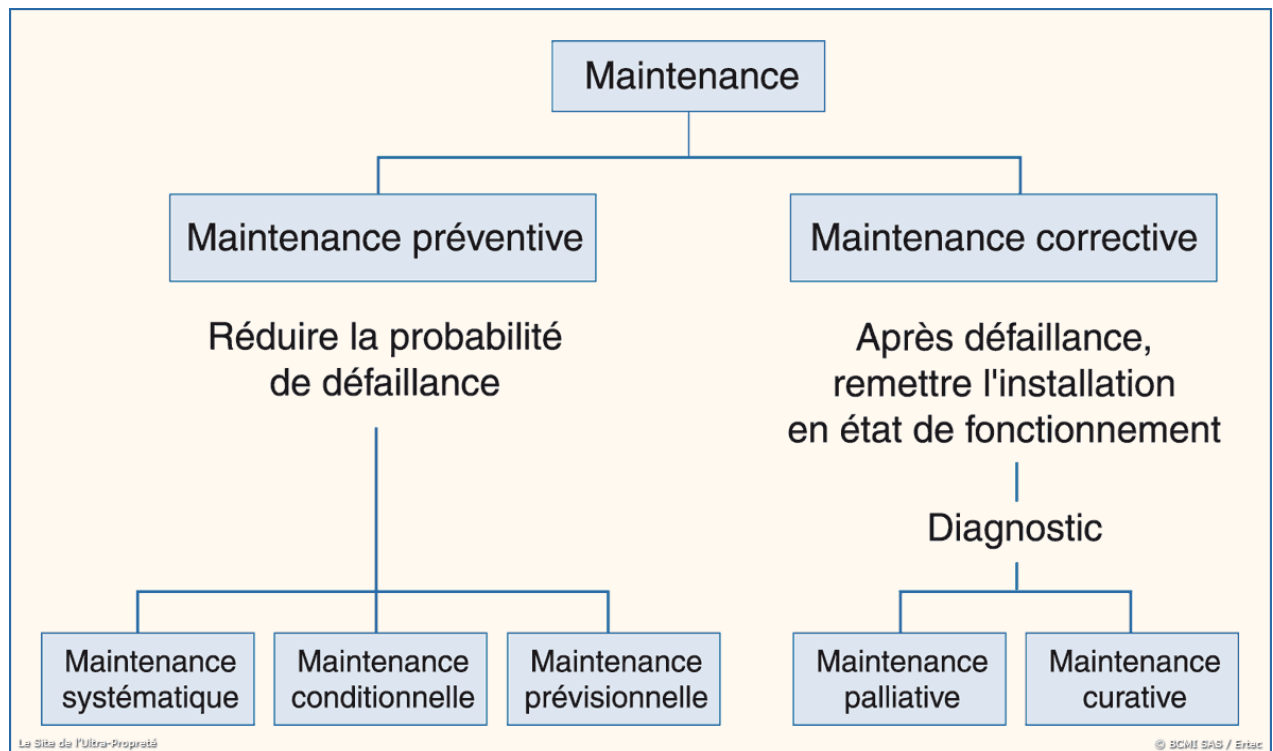 Maintenance
Maintenance préventive
Maintenance corrective
Réduire la probabilité
de défaillance
Après défaillance,
remettre l'installation
en état de fonctionnement
Diagnostic
Maintenance
systématique
Maintenance
conditionnelle
Maintenance
prévisionnelle
Maintenance
palliative
Maintenance
curative
Le Site de l'Ultra-Propreté
© BCMI SAS / Ertac